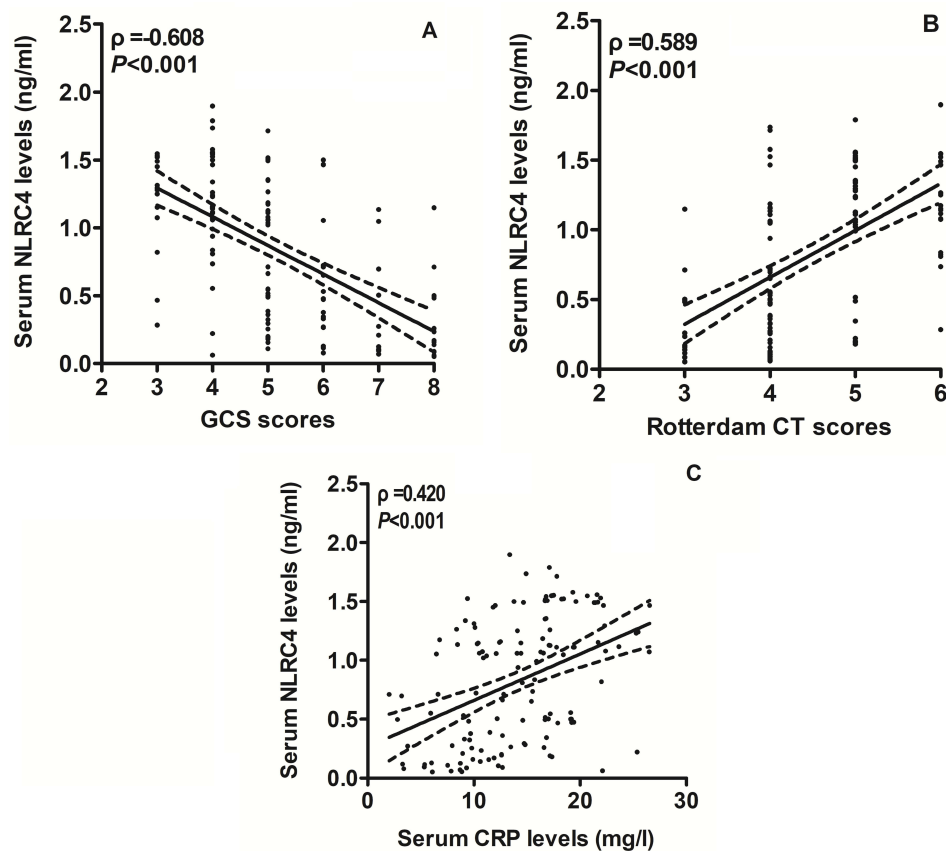 A
ρ =-0.608
P<0.001
Serum NLRC4 levels (ng/ml)
2.5
2.0
1.5
1.0
0.5
0.0
2 3 4 5 6 7 8
GCS scores
B
ρ =0.589
P<0.001
Serum NLRC4 levels (ng/ml)
2.5
2.0
1.5
1.0
0.5
0.0
2 3 4 5 6
Rotterdam CT scores
C
ρ =0.420
P<0.001
Serum NLRC4 levels (ng/ml)
2.5
2.0
1.5
1.0
0.5
0.0
0 10 20 30
Serum CRP levels (mg/l)